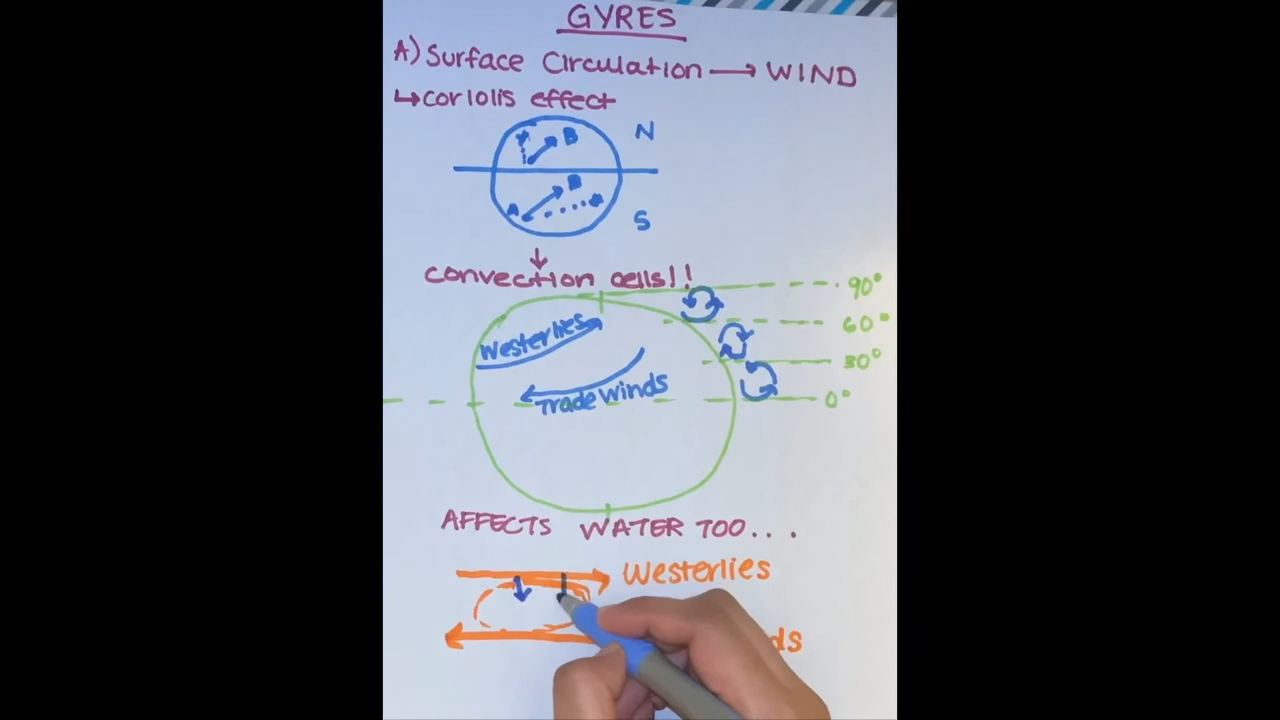 GYRES
A) Surface Circulation → WIND
↳ coriolis effect
B
N
B
A
S
↓
convection cells!!
90°
60°
Westerlies
30°
Trade winds
0°
AFFECTS WATER TOO...
Westerlies
ds